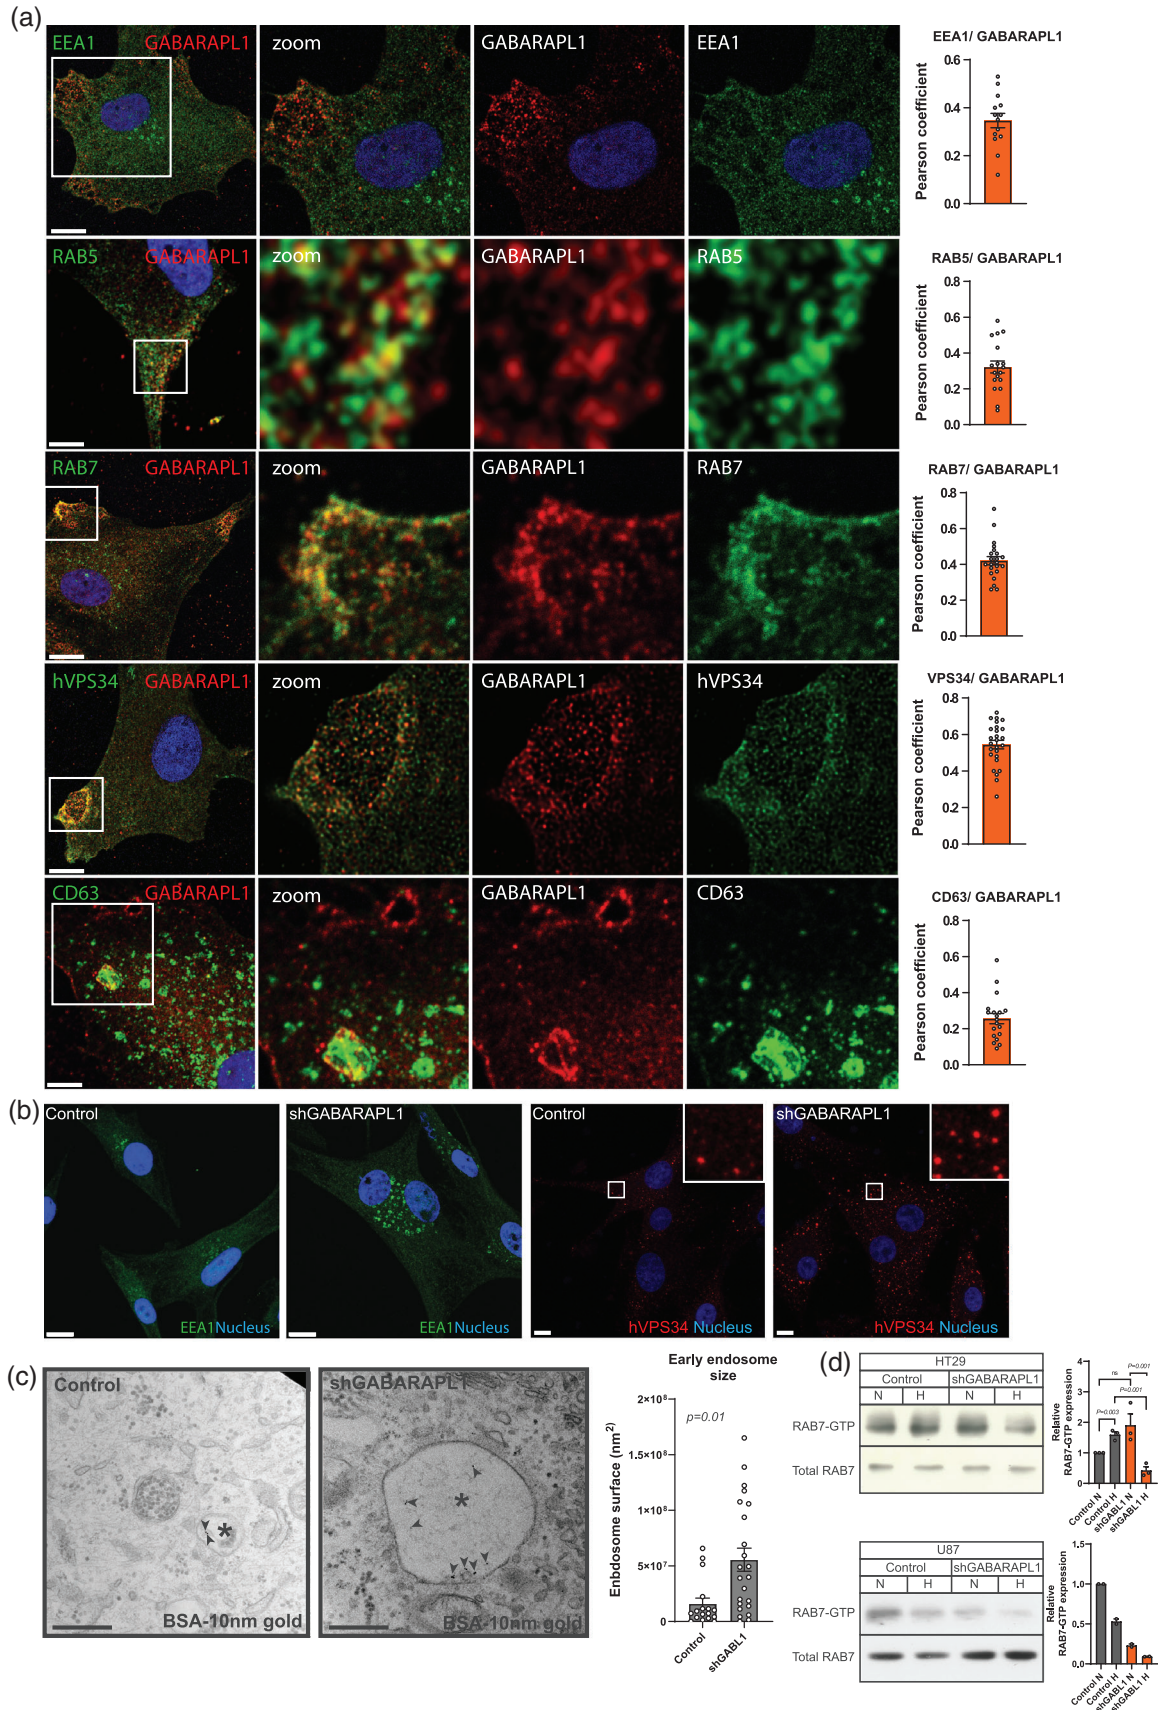 (a)
EEA1 GABARAPL1 zoom GABARAPL1 EEA1
EEA1/ GABARAPL1
Pearson coefficient
0.6
0.4
0.2
0.0
RAB5 GABARAPL1 zoom GABARAPL1 RAB5
RAB5/ GABARAPL1
Pearson coefficient
0.8
0.6
0.4
0.2
0.0
RAB7 GABARAPL1 zoom GABARAPL1 RAB7
RAB7/ GABARAPL1
Pearson coefficient
0.8
0.6
0.4
0.2
0.0
hVPS34 GABARAPL1 zoom GABARAPL1 hVPS34
VPS34/ GABARAPL1
Pearson coefficient
0.8
0.6
0.4
0.2
0.0
CD63 GABARAPL1 zoom GABARAPL1 CD63
CD63/ GABARAPL1
Pearson coefficient
0.8
0.6
0.4
0.2
0.0
(b)
Control shGABARAPL1 Control shGABARAPL1
EEA1Nucleus EEA1Nucleus hVPS34 Nucleus hVPS34 Nucleus
(c)
Control shGABARAPL1
* *
BSA-10nm gold BSA-10nm gold
Early endosome
size
Enbdosome surface (nm²)
2×10⁸
1.5×10⁸
1×10⁸
5×10⁷
0
p=0.01
Control shGABL1
(d)
HT29
Control shGABARAPL1
N H N H
RAB7-GTP
Total RAB7
Relative
RAB7-GTP expression
4
3
2
1
0
P=0.001
ns
P=0.001
P=0.003
Control N Control H shGABL1 N shGABL1 H
U87
Control shGABARAPL1
N H N H
RAB7-GTP
Total RAB7
Relative
RAB7-GTP expression
1.5
1.0
0.5
0.0
Control N Control H shGABL1 N shGABL1 H